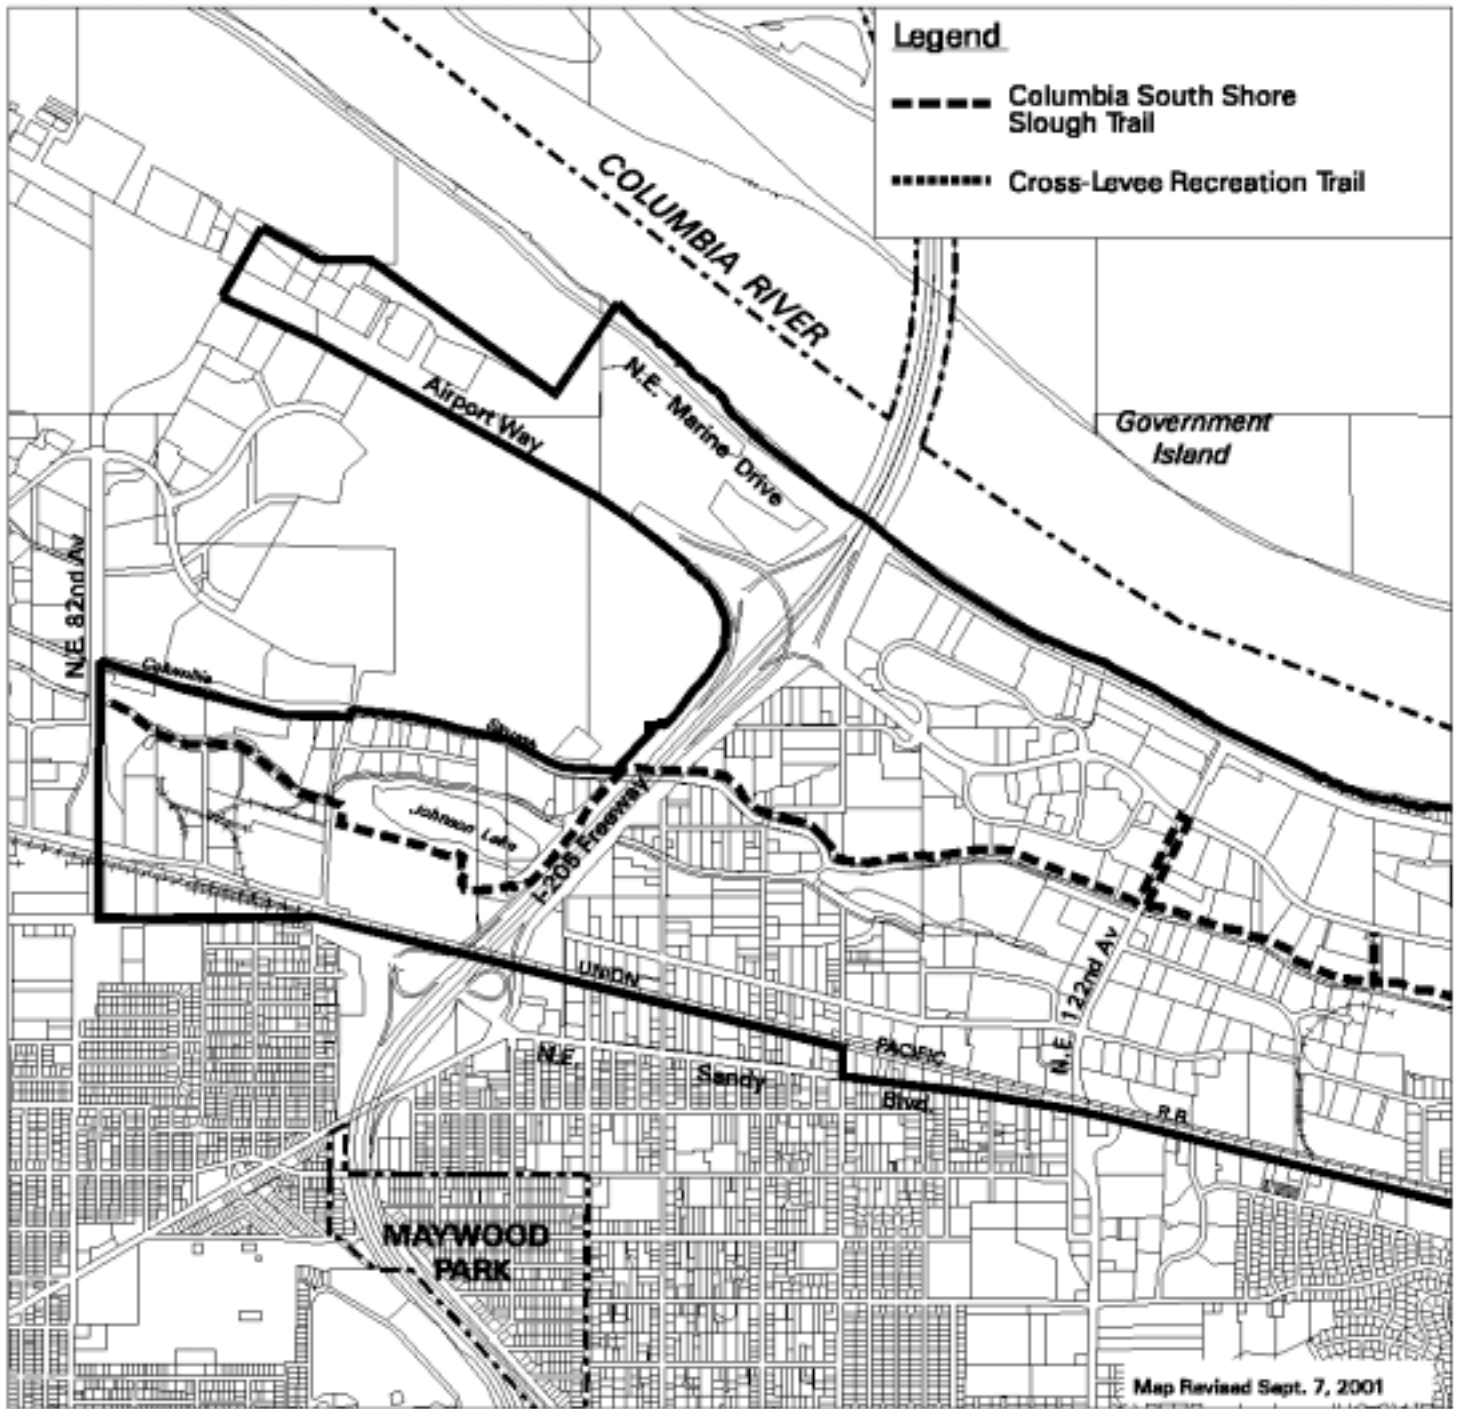 Legend
Columbia South Shore
Slough Trail
Cross-Levee Recreation Trail
COLUMBIA RIVER
N.E. Marine Drive
Airport Way
Government
Island
N.E. 82nd Av
Columbia
Slough
Johnson Lake
I-205 Freeway
N.E. 122nd Av
UNION
PACIFIC
R.R.
N.E.
Sandy
Blvd.
MAYWOOD
PARK
Map Revised Sept. 7, 2001